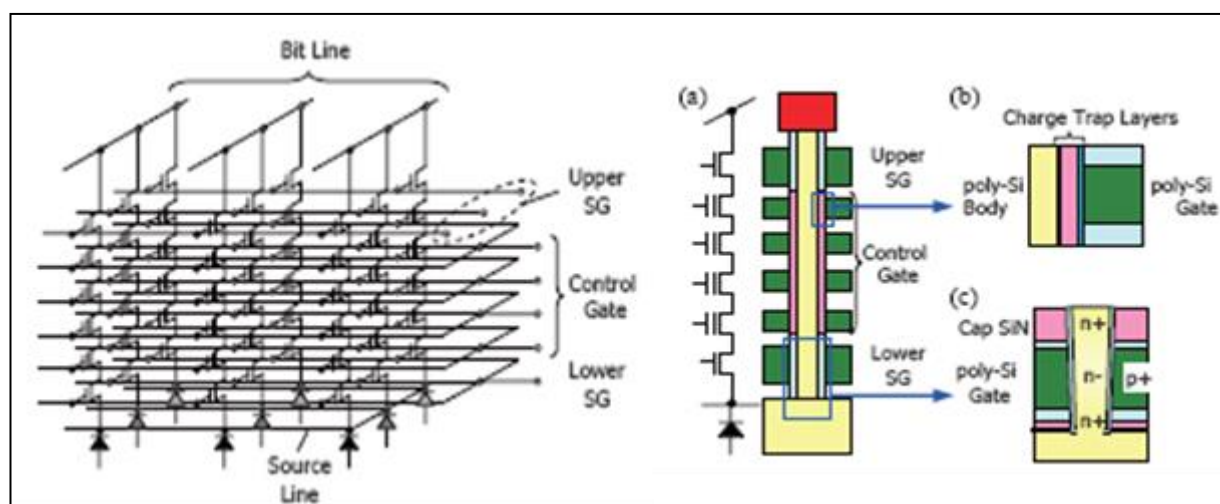 Bit Line
Upper
SG
Control
Gate
Lower
SG
Source
Line
(a)
Upper
SG
Control
Gate
Lower
SG
(b)
Charge Trap Layers
poly-Si
Body
poly-Si
Gate
(c)
Cap SiN
poly-Si
Gate
n+
n-
p+
n+